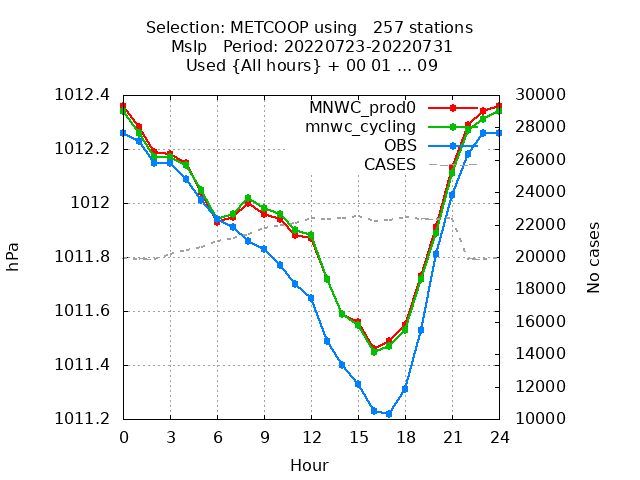 Selection: METCOOP using   257 stations
Mslp   Period: 20220723-20220731
Used {All hours} + 00 01 ... 09
MNWC_prod0
mnwc_cycling
OBS
CASES
hPa
1012.4
1012.2
1012
1011.8
1011.6
1011.4
1011.2
No cases
30000
28000
26000
24000
22000
20000
18000
16000
14000
12000
10000
0 3 6 9 12 15 18 21 24
Hour